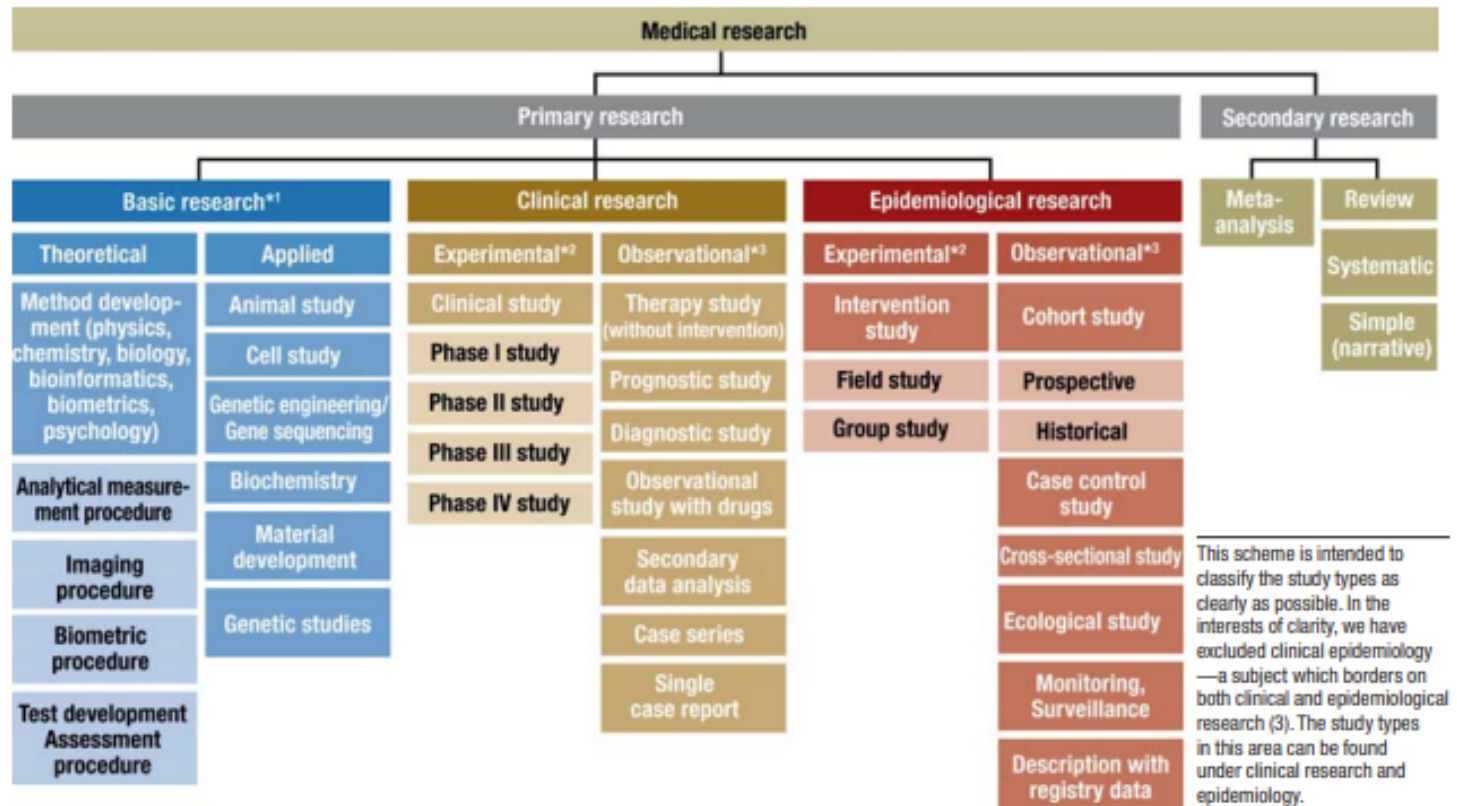 Medical research
Primary research
Secondary research
Basic research*1
Clinical research
Epidemiological research
Meta-
analysis
Review
Systematic
Simple
(narrative)
Theoretical
Method develop-
ment (physics,
chemistry, biology,
bioinformatics,
biometrics,
psychology)
Analytical measure-
ment procedure
Imaging
procedure
Biometric
procedure
Test development
Assessment
procedure
Applied
Animal study
Cell study
Genetic engineering/
Gene sequencing
Biochemistry
Material
development
Genetic studies
Experimental*2
Clinical study
Phase I study
Phase II study
Phase III study
Phase IV study
Observational*3
Therapy study
(without intervention)
Prognostic study
Diagnostic study
Observational
study with drugs
Secondary
data analysis
Case series
Single
case report
Experimental*2
Intervention
study
Field study
Group study
Observational*3
Cohort study
Prospective
Historical
Case control
study
Cross-sectional study
Ecological study
Monitoring,
Surveillance
Description with
registry data
This scheme is intended to
classify the study types as
clearly as possible. In the
interests of clarity, we have
excluded clinical epidemiology
—a subject which borders on
both clinical and epidemiological
research (3). The study types
in this area can be found
under clinical research and
epidemiology.